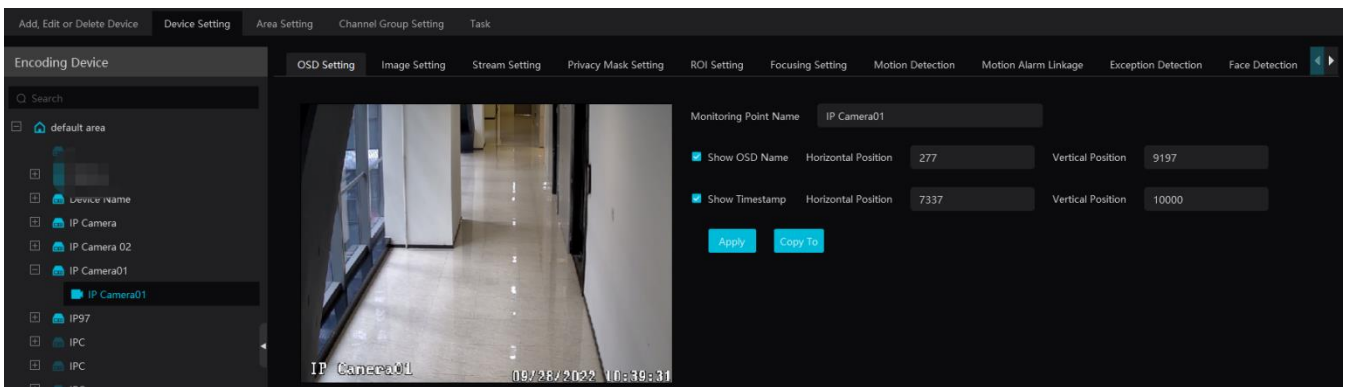 Add, Edit or Delete Device Device Setting Area Setting Channel Group Setting Task
Encoding Device
Search
default area
Device Name
IP Camera
IP Camera 02
IP Camera01
IP Camera01
IP97
IPC
IPC
OSD Setting Image Setting Stream Setting Privacy Mask Setting ROI Setting Focusing Setting Motion Detection Motion Alarm Linkage Exception Detection Face Detection
IP Camera01
09/28/2022 10:39:31
Monitoring Point Name IP Camera01
Show OSD Name Horizontal Position 277 Vertical Position 9197
Show Timestamp Horizontal Position 7337 Vertical Position 10000
Apply Copy To